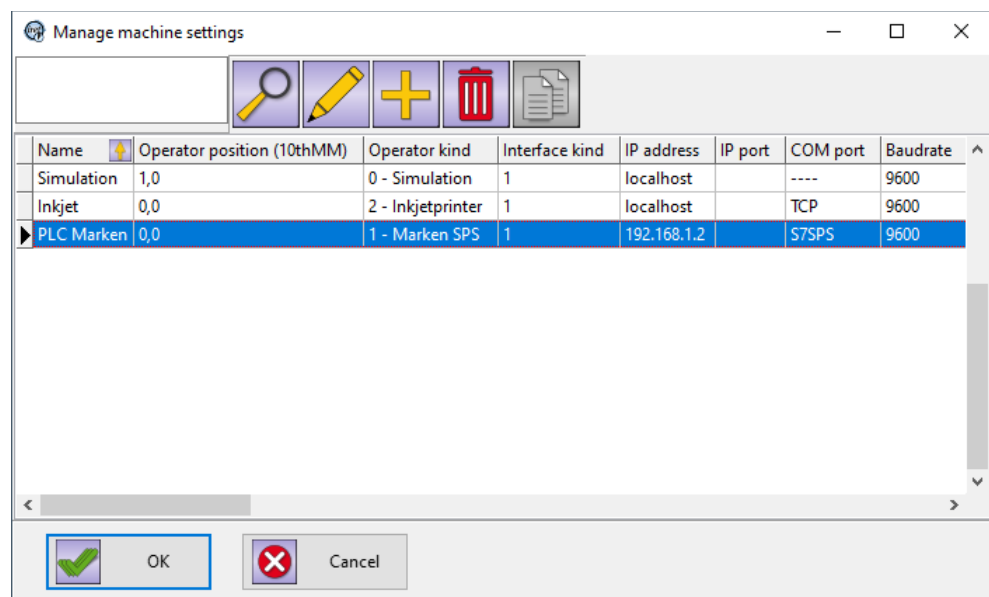 Manage machine settings
Name Operator position (10thMM) Operator kind Interface kind IP address IP port COM port Baudrate
Simulation 1,0 0 - Simulation 1 localhost ---- 9600
Inkjet 0,0 2 - Inkjetprinter 1 localhost TCP 9600
PLC Marken 0,0 1 - Marken SPS 1 192.168.1.2 S7SPS 9600
OK Cancel